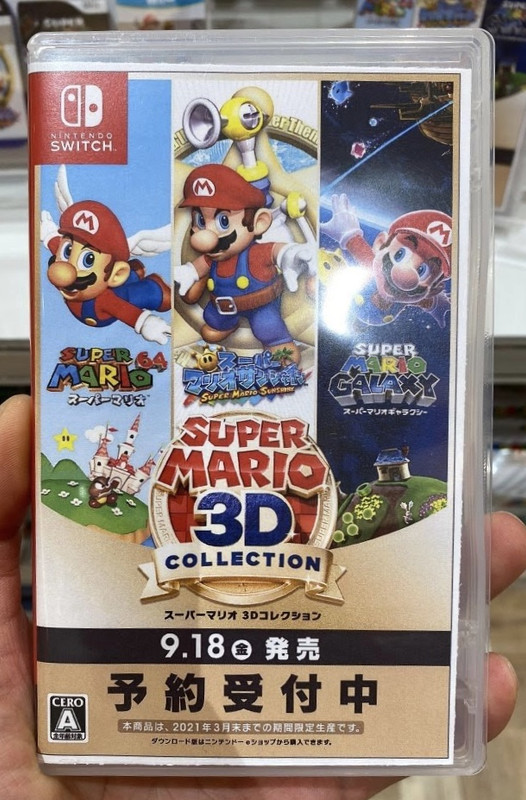 NINTENDO
SWITCH
SUPER
MARIO 64
スーパーマリオ
スーパー
マリオサンシャイン
SUPER MARIO SUNSHINE
SUPER
MARIO
GALAXY
スーパーマリオギャラクシー
SUPER
MARIO
3D
COLLECTION
スーパーマリオ 3Dコレクション
9.18 金 発売
予約受付中
本商品は、2021年3月末までの期間限定生産です。
ダウンロード版はニンテンドーeショップから購入できます。
CERO
A
全年齢対象